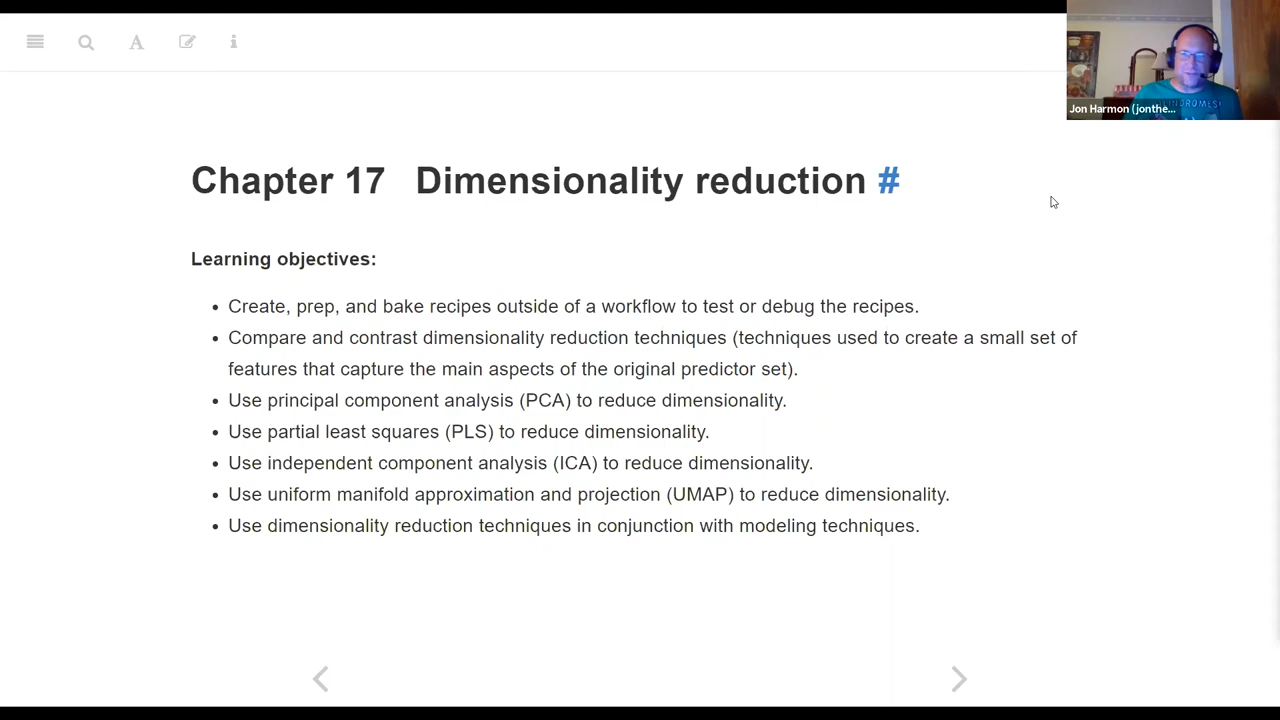 Jon Harmon (jonthe...
Chapter 17 Dimensionality reduction #
Learning objectives:
• Create, prep, and bake recipes outside of a workflow to test or debug the recipes.
• Compare and contrast dimensionality reduction techniques (techniques used to create a small set of
features that capture the main aspects of the original predictor set).
• Use principal component analysis (PCA) to reduce dimensionality.
• Use partial least squares (PLS) to reduce dimensionality.
• Use independent component analysis (ICA) to reduce dimensionality.
• Use uniform manifold approximation and projection (UMAP) to reduce dimensionality.
• Use dimensionality reduction techniques in conjunction with modeling techniques.